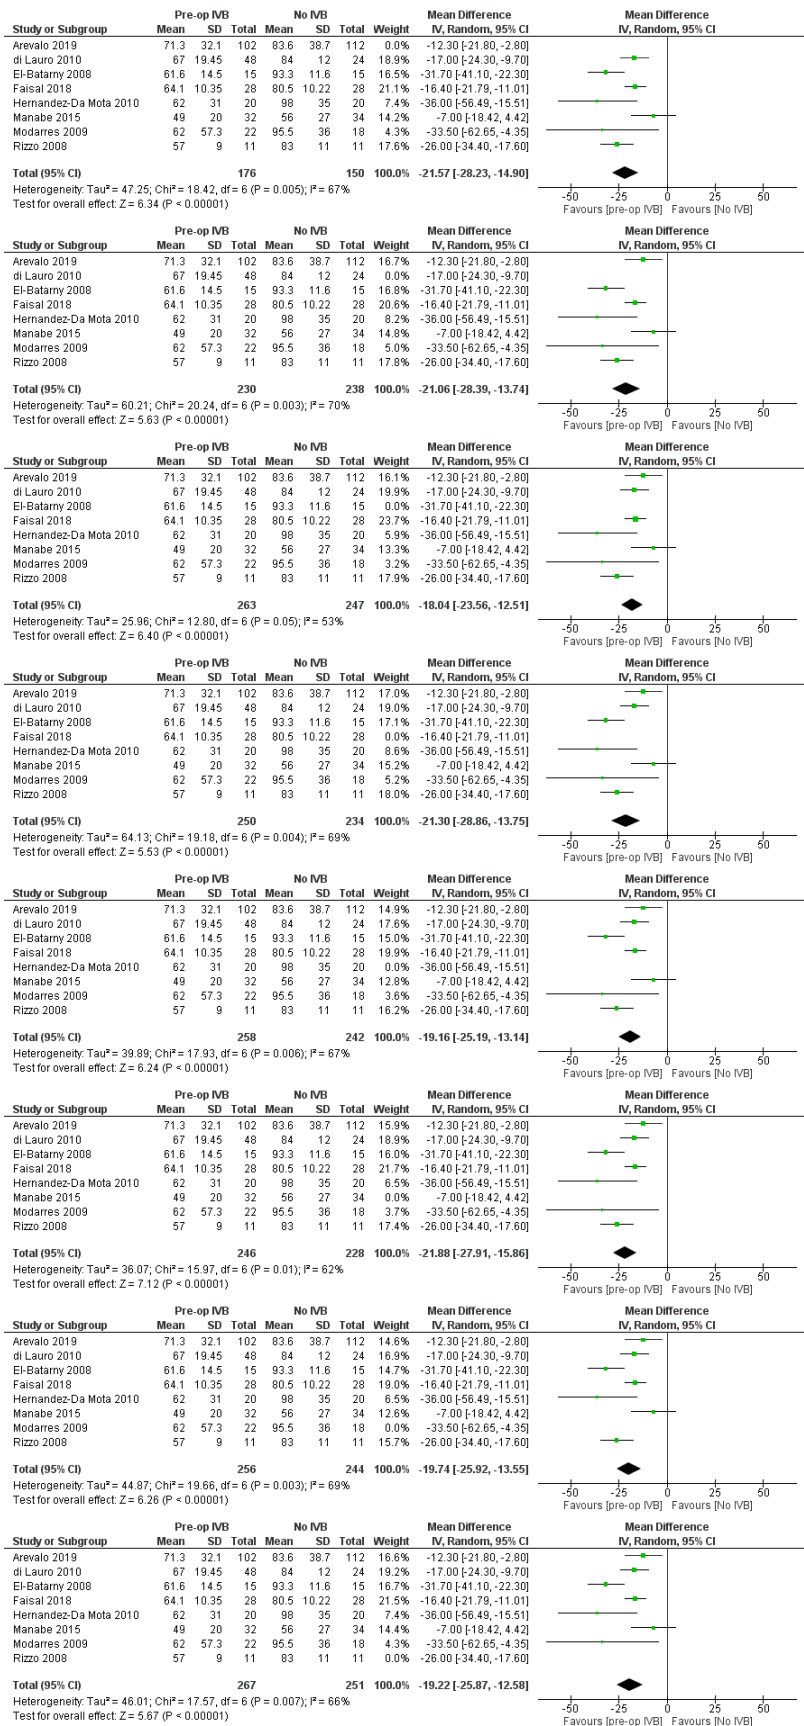 Pre-op IVB No IVB Mean Difference Mean Difference
Study or Subgroup Mean SD Total Mean SD Total Weight IV, Random, 95% CI IV, Random, 95% CI
Arevalo 2019 71.3 32.1 102 83.6 38.7 112 0.0% -12.30 [-21.80, -2.80]
di Lauro 2010 67 19.45 48 84 12 24 18.9% -17.00 [-24.30, -9.70]
El-Batarny 2008 61.6 14.5 15 93.3 11.6 15 16.7% -31.70 [-41.10, -22.30]
Faisal 2018 64.1 10.35 28 80.5 10.22 28 21.1% -16.40 [-21.79, -11.01]
Hernandez-Da Mota 2010 62 31 20 98 35 20 7.4% -36.00 [-56.49, -15.51]
Manabe 2015 49 20 32 56 27 34 14.2% -7.00 [-18.42, 4.42]
Modarres 2009 62 57.3 22 95.5 36 18 4.3% -33.50 [-62.65, -4.35]
Rizzo 2008 57 9 11 83 11 11 17.6% -26.00 [-34.40, -17.60]
Total (95% CI) 176 150 100.0% -21.57 [-28.23, -14.90]
Heterogeneity: Tau² = 47.25; Chi² = 18.42, df = 6 (P = 0.005); I² = 67%
Test for overall effect: Z = 6.34 (P < 0.00001)
-50 -25 0 25 50
Favours [pre-op IVB] Favours [No IVB]
Pre-op IVB No IVB Mean Difference Mean Difference
Study or Subgroup Mean SD Total Mean SD Total Weight IV, Random, 95% CI IV, Random, 95% CI
Arevalo 2019 71.3 32.1 102 83.6 38.7 112 16.7% -12.30 [-21.80, -2.80]
di Lauro 2010 67 19.45 48 84 12 24 0.0% -17.00 [-24.30, -9.70]
El-Batarny 2008 61.6 14.5 15 93.3 11.6 15 16.8% -31.70 [-41.10, -22.30]
Faisal 2018 64.1 10.35 28 80.5 10.22 28 20.6% -16.40 [-21.79, -11.01]
Hernandez-Da Mota 2010 62 31 20 98 35 20 8.2% -36.00 [-56.49, -15.51]
Manabe 2015 49 20 32 56 27 34 14.8% -7.00 [-18.42, 4.42]
Modarres 2009 62 57.3 22 95.5 36 18 5.0% -33.50 [-62.65, -4.35]
Rizzo 2008 57 9 11 83 11 11 17.8% -26.00 [-34.40, -17.60]
Total (95% CI) 230 238 100.0% -21.06 [-28.39, -13.74]
Heterogeneity: Tau² = 60.21; Chi² = 20.24, df = 6 (P = 0.003); I² = 70%
Test for overall effect: Z = 5.63 (P < 0.00001)
-50 -25 0 25 50
Favours [pre-op IVB] Favours [No IVB]
Pre-op IVB No IVB Mean Difference Mean Difference
Study or Subgroup Mean SD Total Mean SD Total Weight IV, Random, 95% CI IV, Random, 95% CI
Arevalo 2019 71.3 32.1 102 83.6 38.7 112 16.1% -12.30 [-21.80, -2.80]
di Lauro 2010 67 19.45 48 84 12 24 19.9% -17.00 [-24.30, -9.70]
El-Batarny 2008 61.6 14.5 15 93.3 11.6 15 0.0% -31.70 [-41.10, -22.30]
Faisal 2018 64.1 10.35 28 80.5 10.22 28 23.7% -16.40 [-21.79, -11.01]
Hernandez-Da Mota 2010 62 31 20 98 35 20 5.9% -36.00 [-56.49, -15.51]
Manabe 2015 49 20 32 56 27 34 13.3% -7.00 [-18.42, 4.42]
Modarres 2009 62 57.3 22 95.5 36 18 3.2% -33.50 [-62.65, -4.35]
Rizzo 2008 57 9 11 83 11 11 17.9% -26.00 [-34.40, -17.60]
Total (95% CI) 263 247 100.0% -18.04 [-23.56, -12.51]
Heterogeneity: Tau² = 25.96; Chi² = 12.80, df = 6 (P = 0.05); I² = 53%
Test for overall effect: Z = 6.40 (P < 0.00001)
-50 -25 0 25 50
Favours [pre-op IVB] Favours [No IVB]
Pre-op IVB No IVB Mean Difference Mean Difference
Study or Subgroup Mean SD Total Mean SD Total Weight IV, Random, 95% CI IV, Random, 95% CI
Arevalo 2019 71.3 32.1 102 83.6 38.7 112 17.0% -12.30 [-21.80, -2.80]
di Lauro 2010 67 19.45 48 84 12 24 19.0% -17.00 [-24.30, -9.70]
El-Batarny 2008 61.6 14.5 15 93.3 11.6 15 17.1% -31.70 [-41.10, -22.30]
Faisal 2018 64.1 10.35 28 80.5 10.22 28 0.0% -16.40 [-21.79, -11.01]
Hernandez-Da Mota 2010 62 31 20 98 35 20 8.6% -36.00 [-56.49, -15.51]
Manabe 2015 49 20 32 56 27 34 15.2% -7.00 [-18.42, 4.42]
Modarres 2009 62 57.3 22 95.5 36 18 5.2% -33.50 [-62.65, -4.35]
Rizzo 2008 57 9 11 83 11 11 18.0% -26.00 [-34.40, -17.60]
Total (95% CI) 250 234 100.0% -21.30 [-28.86, -13.75]
Heterogeneity: Tau² = 64.13; Chi² = 19.18, df = 6 (P = 0.004); I² = 69%
Test for overall effect: Z = 5.53 (P < 0.00001)
-50 -25 0 25 50
Favours [pre-op IVB] Favours [No IVB]
Pre-op IVB No IVB Mean Difference Mean Difference
Study or Subgroup Mean SD Total Mean SD Total Weight IV, Random, 95% CI IV, Random, 95% CI
Arevalo 2019 71.3 32.1 102 83.6 38.7 112 14.9% -12.30 [-21.80, -2.80]
di Lauro 2010 67 19.45 48 84 12 24 17.6% -17.00 [-24.30, -9.70]
El-Batarny 2008 61.6 14.5 15 93.3 11.6 15 15.0% -31.70 [-41.10, -22.30]
Faisal 2018 64.1 10.35 28 80.5 10.22 28 19.9% -16.40 [-21.79, -11.01]
Hernandez-Da Mota 2010 62 31 20 98 35 20 0.0% -36.00 [-56.49, -15.51]
Manabe 2015 49 20 32 56 27 34 12.8% -7.00 [-18.42, 4.42]
Modarres 2009 62 57.3 22 95.5 36 18 3.6% -33.50 [-62.65, -4.35]
Rizzo 2008 57 9 11 83 11 11 16.2% -26.00 [-34.40, -17.60]
Total (95% CI) 258 242 100.0% -19.16 [-25.19, -13.14]
Heterogeneity: Tau² = 39.89; Chi² = 17.93, df = 6 (P = 0.006); I² = 67%
Test for overall effect: Z = 6.24 (P < 0.00001)
-50 -25 0 25 50
Favours [pre-op IVB] Favours [No IVB]
Pre-op IVB No IVB Mean Difference Mean Difference
Study or Subgroup Mean SD Total Mean SD Total Weight IV, Random, 95% CI IV, Random, 95% CI
Arevalo 2019 71.3 32.1 102 83.6 38.7 112 15.9% -12.30 [-21.80, -2.80]
di Lauro 2010 67 19.45 48 84 12 24 18.9% -17.00 [-24.30, -9.70]
El-Batarny 2008 61.6 14.5 15 93.3 11.6 15 16.0% -31.70 [-41.10, -22.30]
Faisal 2018 64.1 10.35 28 80.5 10.22 28 21.7% -16.40 [-21.79, -11.01]
Hernandez-Da Mota 2010 62 31 20 98 35 20 6.5% -36.00 [-56.49, -15.51]
Manabe 2015 49 20 32 56 27 34 0.0% -7.00 [-18.42, 4.42]
Modarres 2009 62 57.3 22 95.5 36 18 3.7% -33.50 [-62.65, -4.35]
Rizzo 2008 57 9 11 83 11 11 17.4% -26.00 [-34.40, -17.60]
Total (95% CI) 246 228 100.0% -21.88 [-27.91, -15.86]
Heterogeneity: Tau² = 36.07; Chi² = 15.97, df = 6 (P = 0.01); I² = 62%
Test for overall effect: Z = 7.12 (P < 0.00001)
-50 -25 0 25 50
Favours [pre-op IVB] Favours [No IVB]
Pre-op IVB No IVB Mean Difference Mean Difference
Study or Subgroup Mean SD Total Mean SD Total Weight IV, Random, 95% CI IV, Random, 95% CI
Arevalo 2019 71.3 32.1 102 83.6 38.7 112 14.6% -12.30 [-21.80, -2.80]
di Lauro 2010 67 19.45 48 84 12 24 17.0% -17.00 [-24.30, -9.70]
El-Batarny 2008 61.6 14.5 15 93.3 11.6 15 14.7% -31.70 [-41.10, -22.30]
Faisal 2018 64.1 10.35 28 80.5 10.22 28 19.0% -16.40 [-21.79, -11.01]
Hernandez-Da Mota 2010 62 31 20 98 35 20 6.4% -36.00 [-56.49, -15.51]
Manabe 2015 49 20 32 56 27 34 12.6% -7.00 [-18.42, 4.42]
Modarres 2009 62 57.3 22 95.5 36 18 0.0% -33.50 [-62.65, -4.35]
Rizzo 2008 57 9 11 83 11 11 15.7% -26.00 [-34.40, -17.60]
Total (95% CI) 256 244 100.0% -19.74 [-25.92, -13.55]
Heterogeneity: Tau² = 44.87; Chi² = 19.66, df = 6 (P = 0.003); I² = 69%
Test for overall effect: Z = 6.26 (P < 0.00001)
-50 -25 0 25 50
Favours [pre-op IVB] Favours [No IVB]
Pre-op IVB No IVB Mean Difference Mean Difference
Study or Subgroup Mean SD Total Mean SD Total Weight IV, Random, 95% CI IV, Random, 95% CI
Arevalo 2019 71.3 32.1 102 83.6 38.7 112 16.6% -12.30 [-21.80, -2.80]
di Lauro 2010 67 19.45 48 84 12 24 19.2% -17.00 [-24.30, -9.70]
El-Batarny 2008 61.6 14.5 15 93.3 11.6 15 16.7% -31.70 [-41.10, -22.30]
Faisal 2018 64.1 10.35 28 80.5 10.22 28 21.5% -16.40 [-21.79, -11.01]
Hernandez-Da Mota 2010 62 31 20 98 35 20 7.4% -36.00 [-56.49, -15.51]
Manabe 2015 49 20 32 56 27 34 14.4% -7.00 [-18.42, 4.42]
Modarres 2009 62 57.3 22 95.5 36 18 4.3% -33.50 [-62.65, -4.35]
Rizzo 2008 57 9 11 83 11 11 0.0% -26.00 [-34.40, -17.60]
Total (95% CI) 267 251 100.0% -19.22 [-25.87, -12.58]
Heterogeneity: Tau² = 46.01; Chi² = 17.57, df = 6 (P = 0.007); I² = 66%
Test for overall effect: Z = 5.67 (P < 0.00001)
-50 -25 0 25 50
Favours [pre-op IVB] Favours [No IVB]